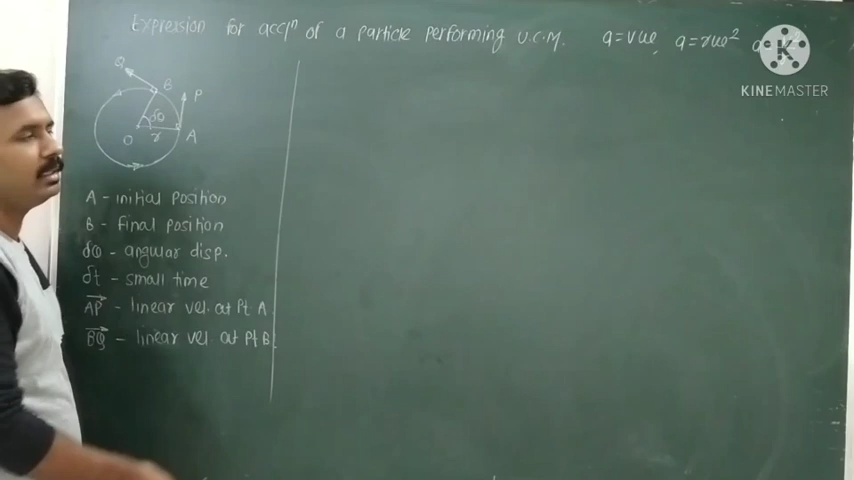 Expression for accⁿ of a particle performing U.C.M. a=vω, a=rω² a
K
KINEMASTER
Q
B
P
δθ
O
r
A
A - initial position
B - final position
δθ - angular disp.
δt - small time
AP - linear vel. at Pt A
BQ - linear vel at Pt B.